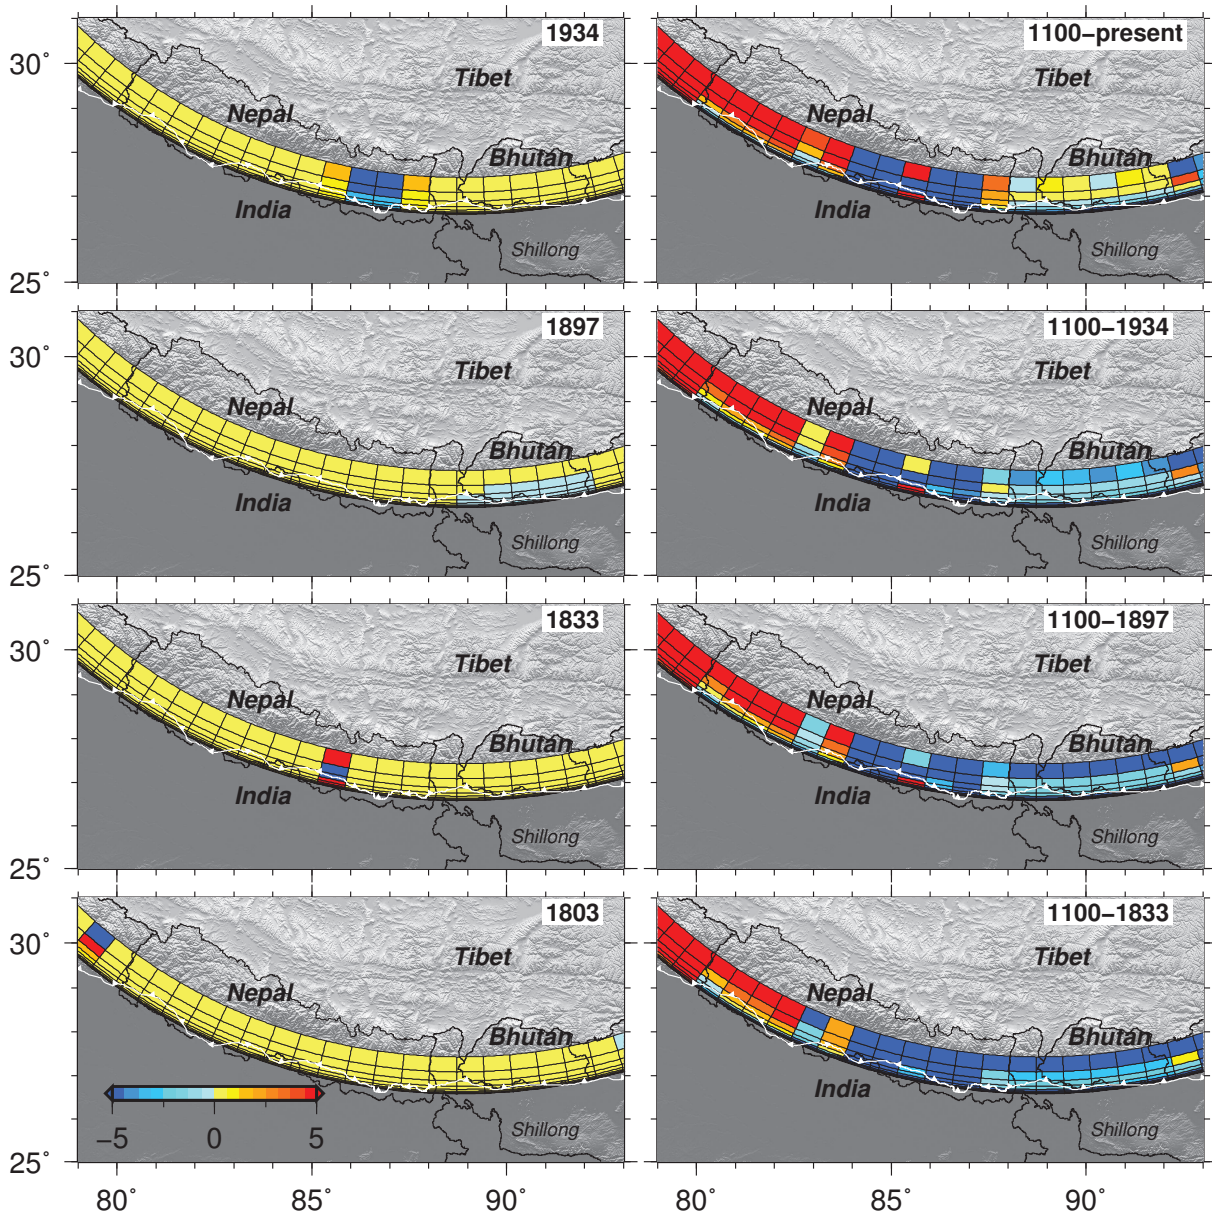 1934
1100–present
30°
Tibet
Tibet
Nepal
Nepal
Bhutan
Bhutan
India
India
Shillong
Shillong
25°
1897
1100–1934
30°
Tibet
Tibet
Nepal
Nepal
Bhutan
Bhutan
India
India
Shillong
Shillong
25°
1833
1100–1897
30°
Tibet
Tibet
Nepal
Nepal
Bhutan
Bhutan
India
India
Shillong
Shillong
25°
1803
1100–1833
30°
Tibet
Tibet
Nepal
Nepal
Bhutan
Bhutan
India
Shillong
Shillong
−5 0 5
25°
80° 85° 90° 80° 85° 90°